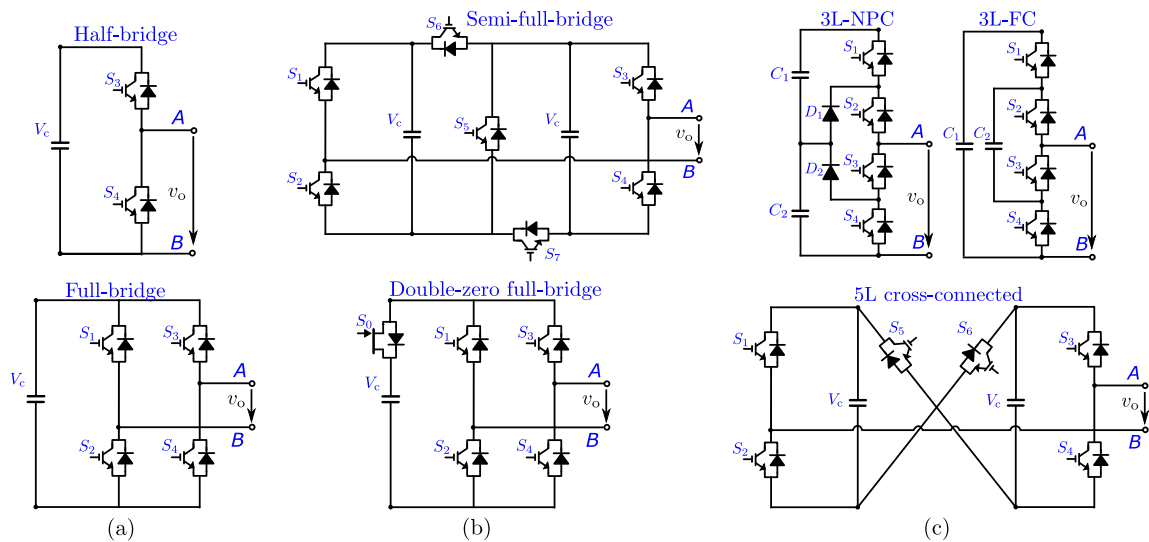 Half-bridge
S3
A
Vc
S4
vo
B
Semi-full-bridge
S6
S1
S3
Vc
S5
Vc
A
vo
B
S2
S4
S7
3L-NPC
3L-FC
S1
C1
D1
S2
A
D2
S3
C2
S4
vo
B
S1
S2
C1
C2
A
S3
S4
vo
B
Full-bridge
S1
S3
Vc
A
vo
B
S2
S4
Double-zero full-bridge
S0
S1
S3
Vc
A
vo
B
S2
S4
5L cross-connected
S1
S5
S6
S3
Vc
Vc
A
vo
B
S2
S4
(a)
(b)
(c)